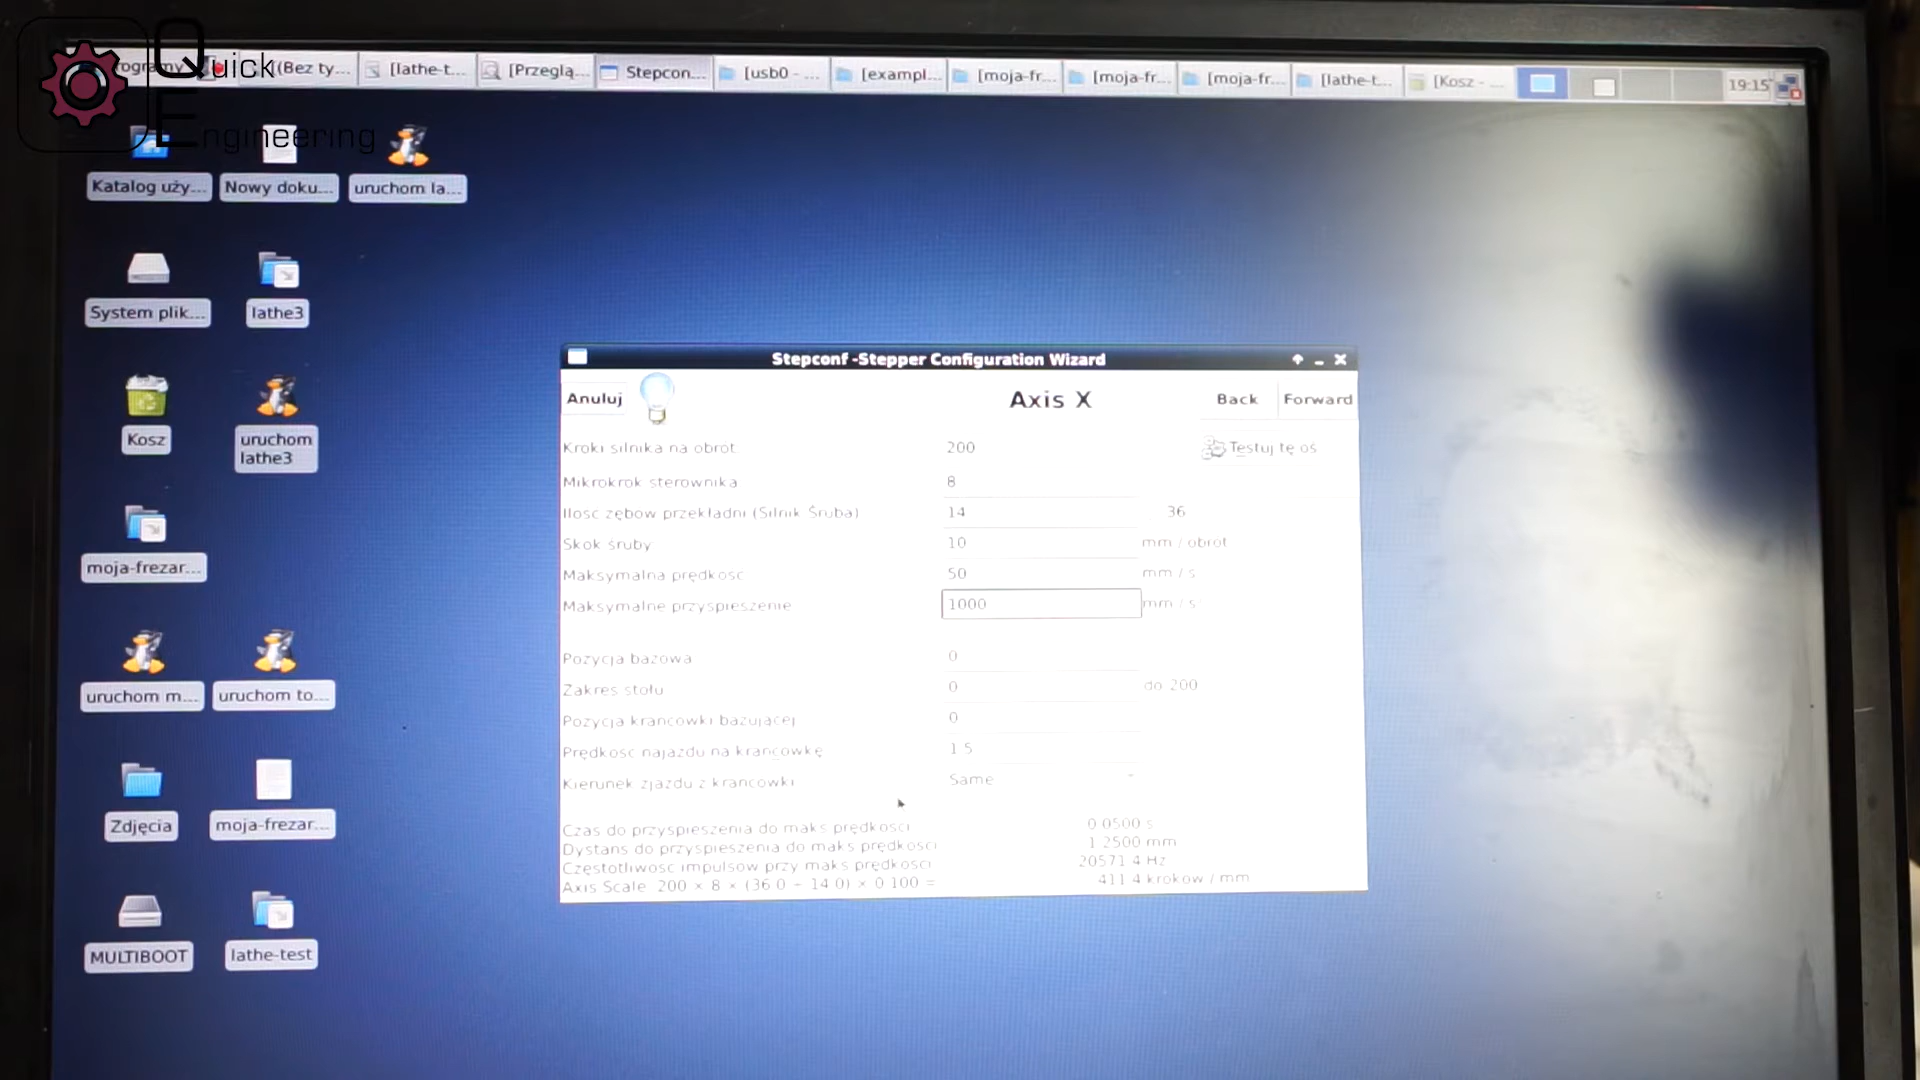 Quick
Engineering
(Bez ty...
[lathe-t...
[Przeglą...
Stepcon...
[usb0 - ...
[exampl...
[moja-fr...
[moja-fr...
[moja-fr...
[lathe-t...
[Kosz - ...
19:15
Katalog uży...
Nowy doku...
uruchom la...
System plik...
lathe3
Kosz
uruchom
lathe3
moja-frezar...
uruchom m...
uruchom to...
Zdjęcia
moja-frezar...
MULTIBOOT
lathe-test
Stepconf -Stepper Configuration Wizard
Anuluj
Axis X
Back
Forward
Kroki silnika na obrot 200
Testuj tę oś
Mikrokrok sterownika 8
Ilosc zębow przekładni (Silnik Śruba) 14 36
Skok śruby 10 mm / obrot
Maksymalna prędkosc 50 mm / s
Maksymalne przyspieszenie 1000 mm / s
Pozycja bazowa 0
Zakres stołu 0 do 200
Pozycja krancowki bazującej 0
Prędkosc najazdu na krancowkę 1 5
Kierunek zjazdu z krancowki Same
Czas do przyspieszenia do maks prędkosci 0 0500 s
Dystans do przyspieszenia do maks prędkosci 1 2500 mm
Częstotliwosc impulsow przy maks prędkosci 20571 4 Hz
Axis Scale 200 × 8 × (36 0 ÷ 14 0) × 0 100 = 411 4 krokow / mm